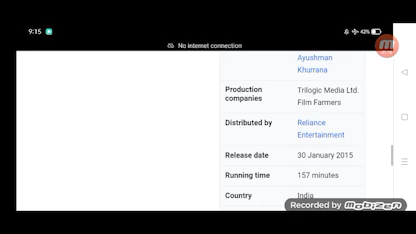 9:15
42%
No internet connection
Ayushman
Khurrana
Production
companies
Trilogic Media Ltd.
Film Farmers
Distributed by
Reliance
Entertainment
Release date
30 January 2015
Running time
157 minutes
Country
India
Recorded by Mobizen